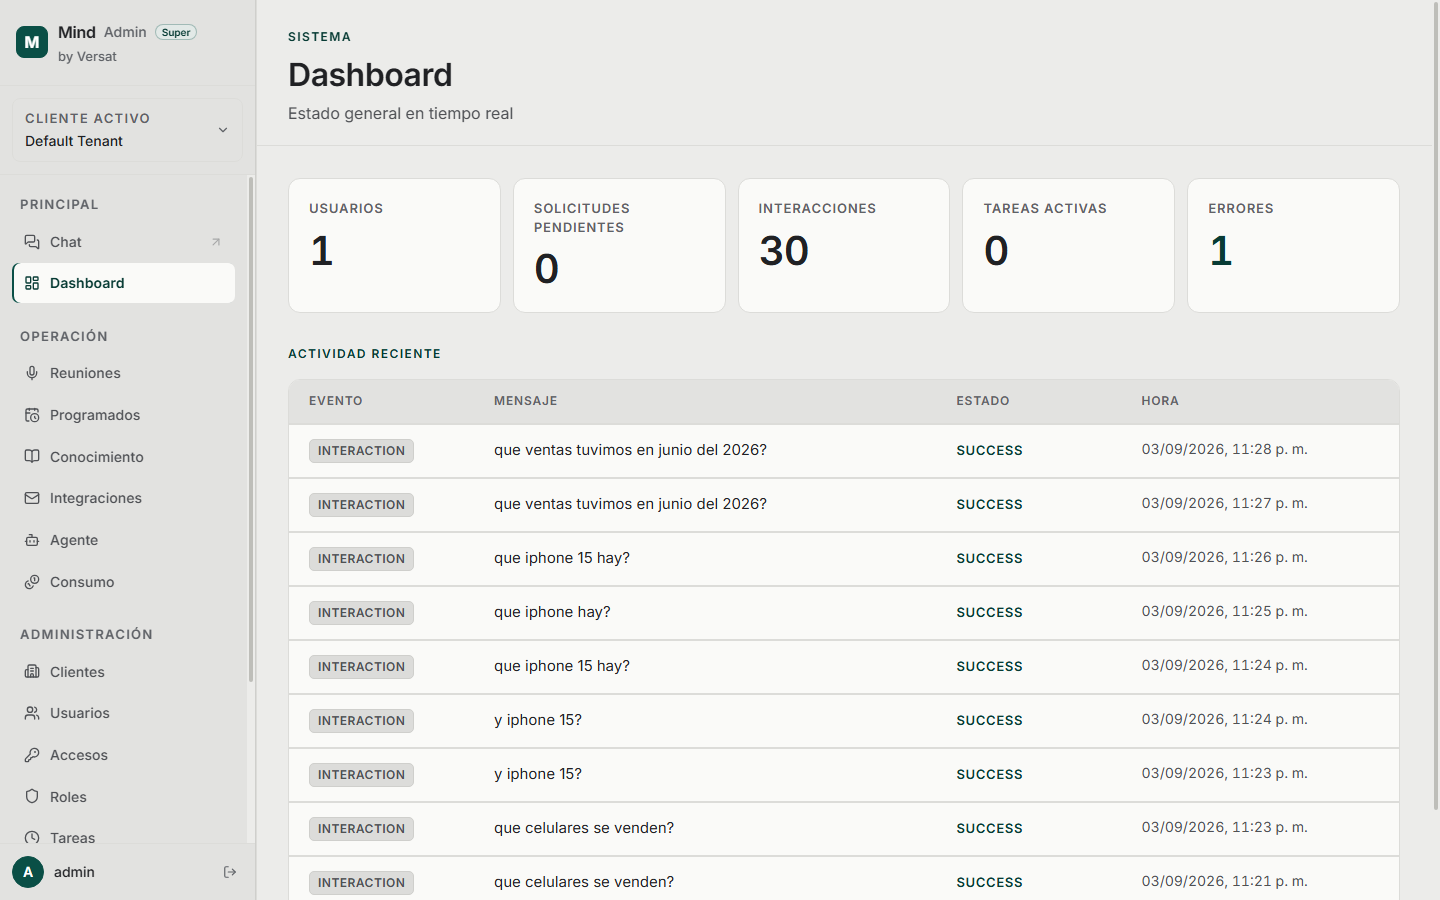 M
Mind Admin Super
by Versat
CLIENTE ACTIVO
Default Tenant
PRINCIPAL
Chat
Dashboard
OPERACIÓN
Reuniones
Programados
Conocimiento
Integraciones
Agente
Consumo
ADMINISTRACIÓN
Clientes
Usuarios
Accesos
Roles
Tareas
A admin
SISTEMA
Dashboard
Estado general en tiempo real
USUARIOS
1
SOLICITUDES
PENDIENTES
0
INTERACCIONES
30
TAREAS ACTIVAS
0
ERRORES
1
ACTIVIDAD RECIENTE
EVENTO MENSAJE ESTADO HORA
INTERACTION que ventas tuvimos en junio del 2026? SUCCESS 03/09/2026, 11:28 p. m.
INTERACTION que ventas tuvimos en junio del 2026? SUCCESS 03/09/2026, 11:27 p. m.
INTERACTION que iphone 15 hay? SUCCESS 03/09/2026, 11:26 p. m.
INTERACTION que iphone hay? SUCCESS 03/09/2026, 11:25 p. m.
INTERACTION que iphone 15 hay? SUCCESS 03/09/2026, 11:24 p. m.
INTERACTION y iphone 15? SUCCESS 03/09/2026, 11:24 p. m.
INTERACTION y iphone 15? SUCCESS 03/09/2026, 11:23 p. m.
INTERACTION que celulares se venden? SUCCESS 03/09/2026, 11:23 p. m.
INTERACTION que celulares se venden? SUCCESS 03/09/2026, 11:21 p. m.